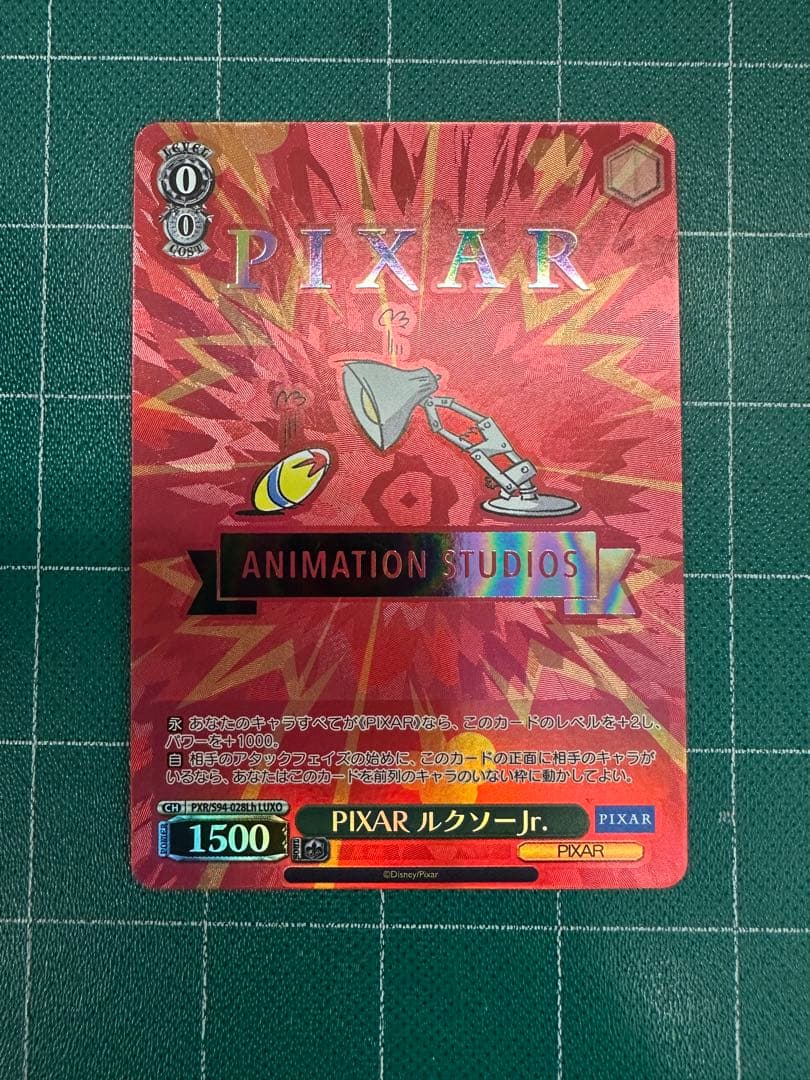 LEVEL
0
0
COST
PIXAR
ANIMATION STUDIOS
永 あなたのキャラすべてが《PIXAR》なら、このカードのレベルを+2し、
パワーを+1000。
自 相手のアタックフェイズの始めに、このカードの正面に相手のキャラが
いるなら、あなたはこのカードを前列のキャラのいない枠に動かしてよい。
CH PXR/S94-028Lh LUXO
POWER 1500
SOUL
PIXAR ルクソーJr.
PIXAR
PIXAR
©Disney/Pixar